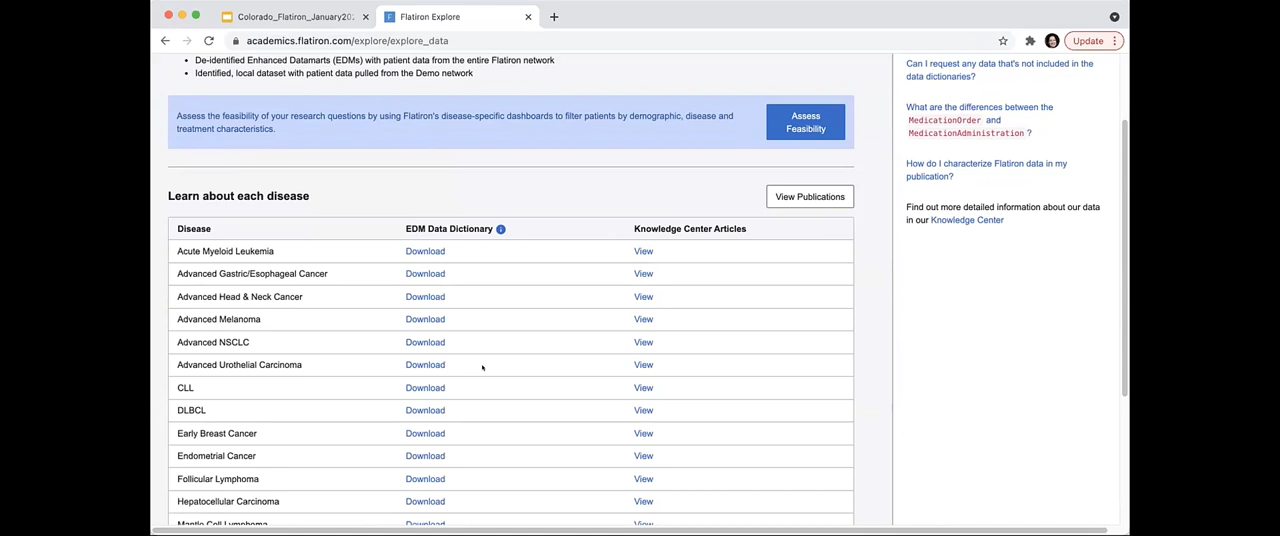 Colorado_Flatiron_January202
Flatiron Explore
academics.flatiron.com/explore/explore_data
Update
De-identified Enhanced Datamarts (EDMs) with patient data from the entire Flatiron network
Identified, local dataset with patient data pulled from the Demo network
Assess the feasibility of your research questions by using Flatiron's disease-specific dashboards to filter patients by demographic, disease and
treatment characteristics.
Assess
Feasibility
Learn about each disease
View Publications
Disease EDM Data Dictionary Knowledge Center Articles
Acute Myeloid Leukemia Download View
Advanced Gastric/Esophageal Cancer Download View
Advanced Head & Neck Cancer Download View
Advanced Melanoma Download View
Advanced NSCLC Download View
Advanced Urothelial Carcinoma Download View
CLL Download View
DLBCL Download View
Early Breast Cancer Download View
Endometrial Cancer Download View
Follicular Lymphoma Download View
Hepatocellular Carcinoma Download View
Mantle Cell Lymphoma Download View
Can I request any data that's not included in the
data dictionaries?
What are the differences between the
MedicationOrder and
MedicationAdministration ?
How do I characterize Flatiron data in my
publication?
Find out more detailed information about our data
in our Knowledge Center